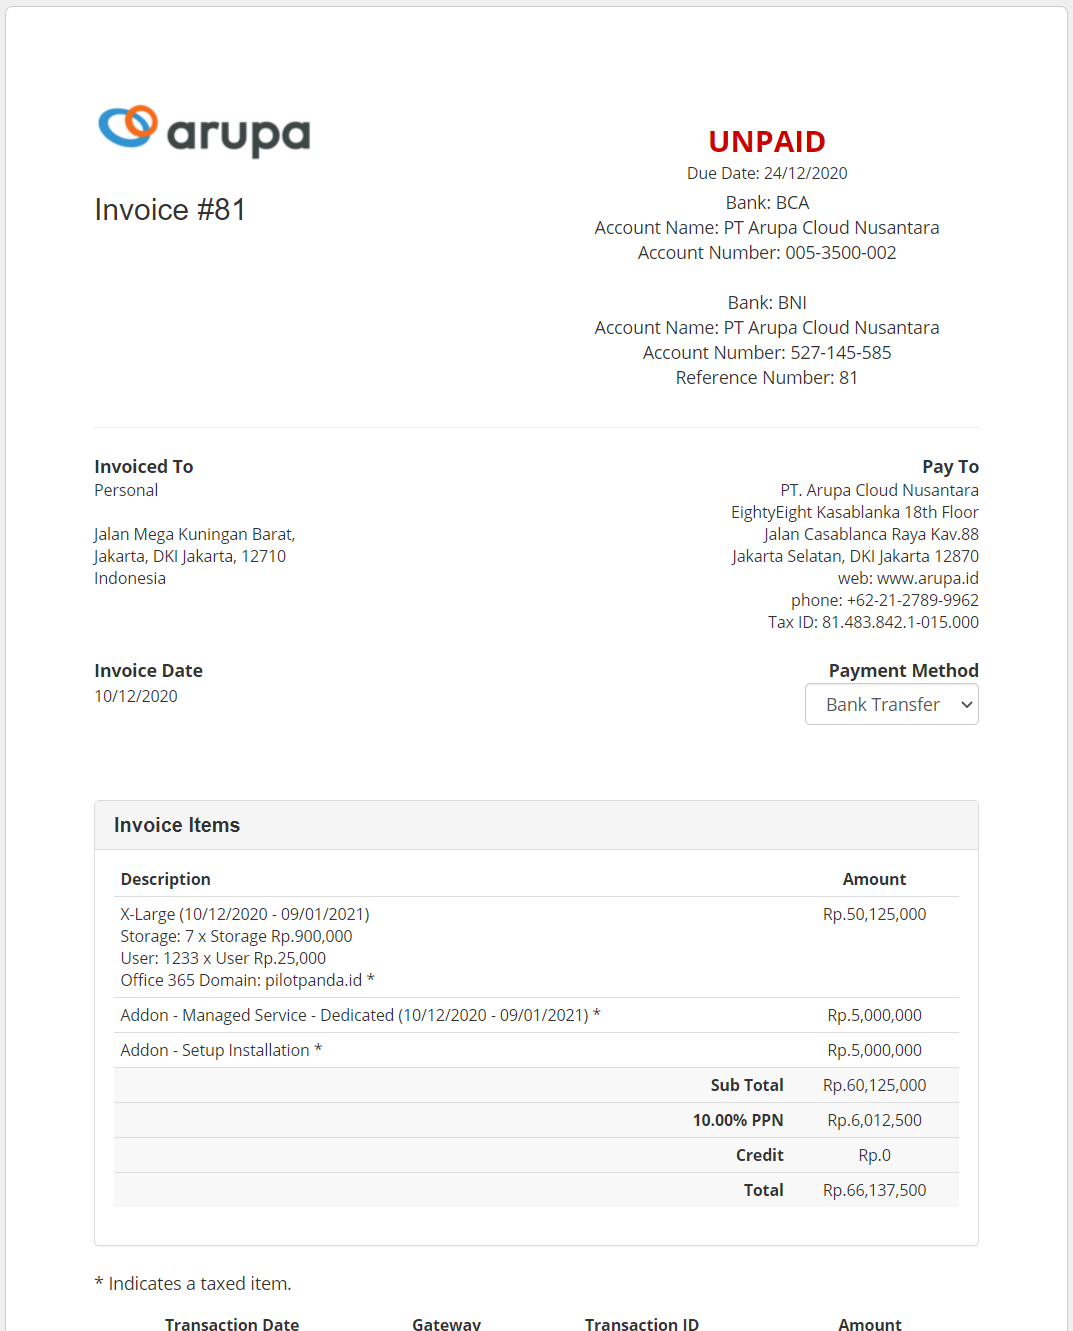 arupa
UNPAID
Due Date: 24/12/2020
Invoice #81
Bank: BCA
Account Name: PT Arupa Cloud Nusantara
Account Number: 005-3500-002
Bank: BNI
Account Name: PT Arupa Cloud Nusantara
Account Number: 527-145-585
Reference Number: 81
Invoiced To
Personal
Jalan Mega Kuningan Barat,
Jakarta, DKI Jakarta, 12710
Indonesia
Pay To
PT. Arupa Cloud Nusantara
EightyEight Kasablanka 18th Floor
Jalan Casablanca Raya Kav.88
Jakarta Selatan, DKI Jakarta 12870
web: www.arupa.id
phone: +62-21-2789-9962
Tax ID: 81.483.842.1-015.000
Invoice Date
10/12/2020
Payment Method
Bank Transfer
Invoice Items
Description Amount
X-Large (10/12/2020 - 09/01/2021) Rp.50,125,000
Storage: 7 x Storage Rp.900,000
User: 1233 x User Rp.25,000
Office 365 Domain: pilotpanda.id *
Addon - Managed Service - Dedicated (10/12/2020 - 09/01/2021) * Rp.5,000,000
Addon - Setup Installation * Rp.5,000,000
Sub Total Rp.60,125,000
10.00% PPN Rp.6,012,500
Credit Rp.0
Total Rp.66,137,500
* Indicates a taxed item.
Transaction Date Gateway Transaction ID Amount